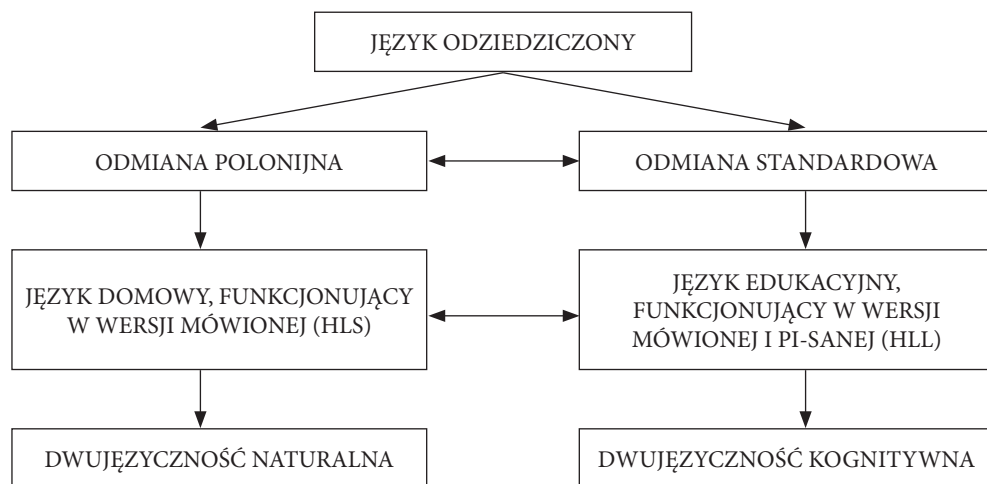 JĘZYK ODZIEDZICZONY
ODMIANA POLONIJNA
ODMIANA STANDARDOWA
JĘZYK DOMOWY, FUNKCJONUJĄCY
W WERSJI MÓWIONEJ (HLS)
JĘZYK EDUKACYJNY,
FUNKCJONUJĄCY W WERSJI
MÓWIONEJ I PI-SANEJ (HLL)
DWUJĘZYCZNOŚĆ NATURALNA
DWUJĘZYCZNOŚĆ KOGNITYWNA